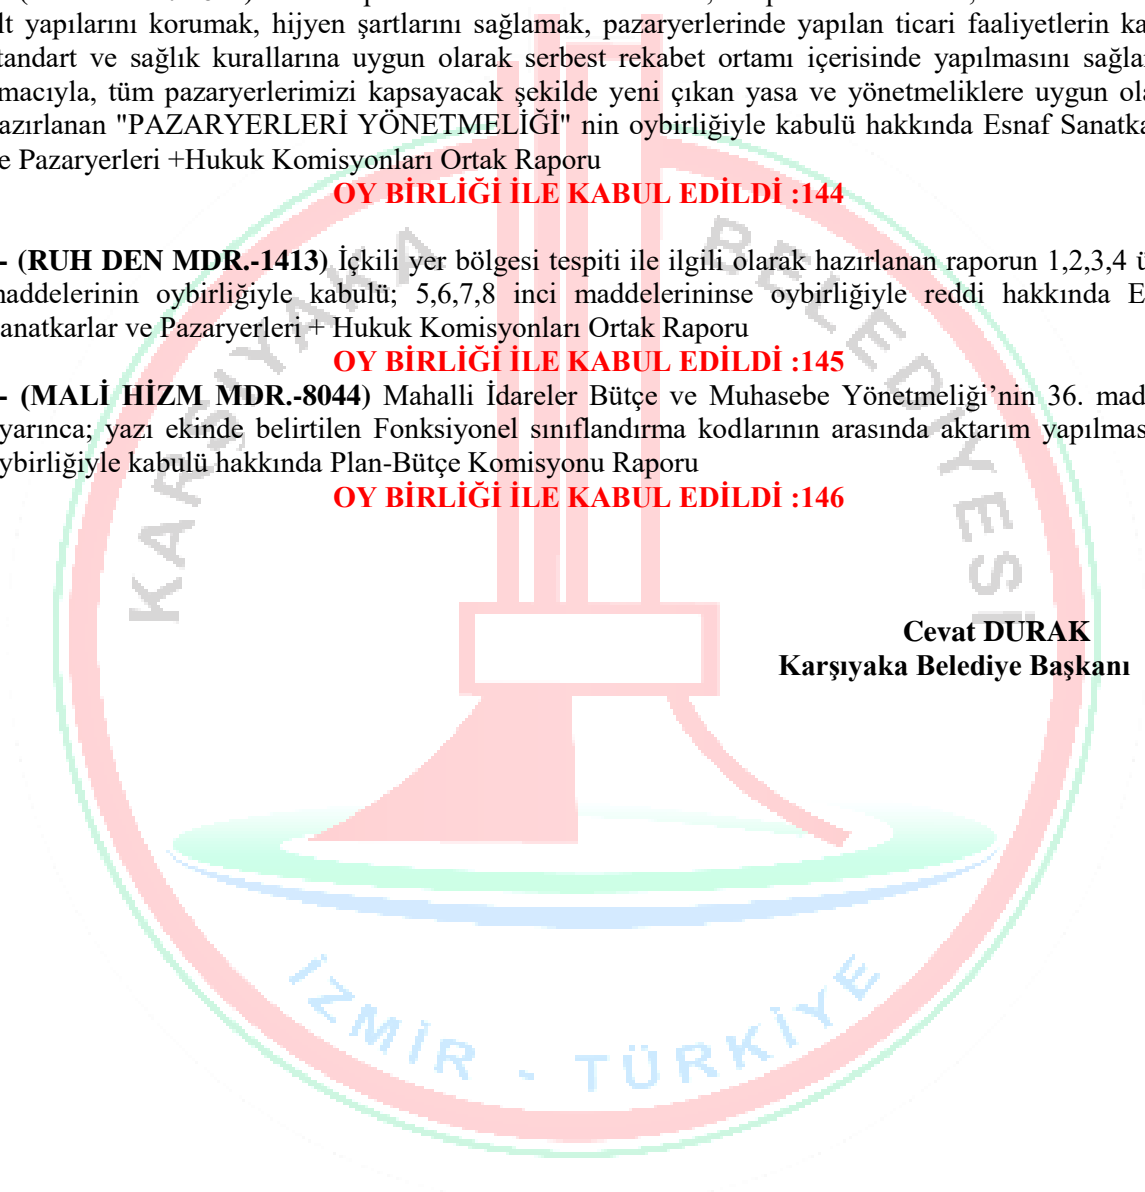 lt yapılarını korumak, hijyen şartlarını sağlamak, pazaryerlerinde yapılan ticari faaliyetlerin ka
tandart ve sağlık kurallarına uygun olarak serbest rekabet ortamı içerisinde yapılmasını sağla
macıyla, tüm pazaryerlerimizi kapsayacak şekilde yeni çıkan yasa ve yönetmeliklere uygun ola
azırlanan "PAZARYERLERİ YÖNETMELİĞİ" nin oybirliğiyle kabulü hakkında Esnaf Sanatka
e Pazaryerleri +Hukuk Komisyonları Ortak Raporu
OY BİRLİĞİ İLE KABUL EDİLDİ :144
- (RUH DEN MDR.-1413) İçkili yer bölgesi tespiti ile ilgili olarak hazırlanan raporun 1,2,3,4 ü
maddelerinin oybirliğiyle kabulü; 5,6,7,8 inci maddelerininse oybirliğiyle reddi hakkında E
anatkarlar ve Pazaryerleri + Hukuk Komisyonları Ortak Raporu
OY BİRLİĞİ İLE KABUL EDİLDİ :145
- (MALİ HİZM MDR.-8044) Mahalli İdareler Bütçe ve Muhasebe Yönetmeliği’nin 36. mad
yarınca; yazı ekinde belirtilen Fonksiyonel sınıflandırma kodlarının arasında aktarım yapılmas
ybirliğiyle kabulü hakkında Plan-Bütçe Komisyonu Raporu
OY BİRLİĞİ İLE KABUL EDİLDİ :146
Cevat DURAK
Karşıyaka Belediye Başkanı
KARŞIYAKA BELEDİYESİ
İZMİR - TÜRKİYE